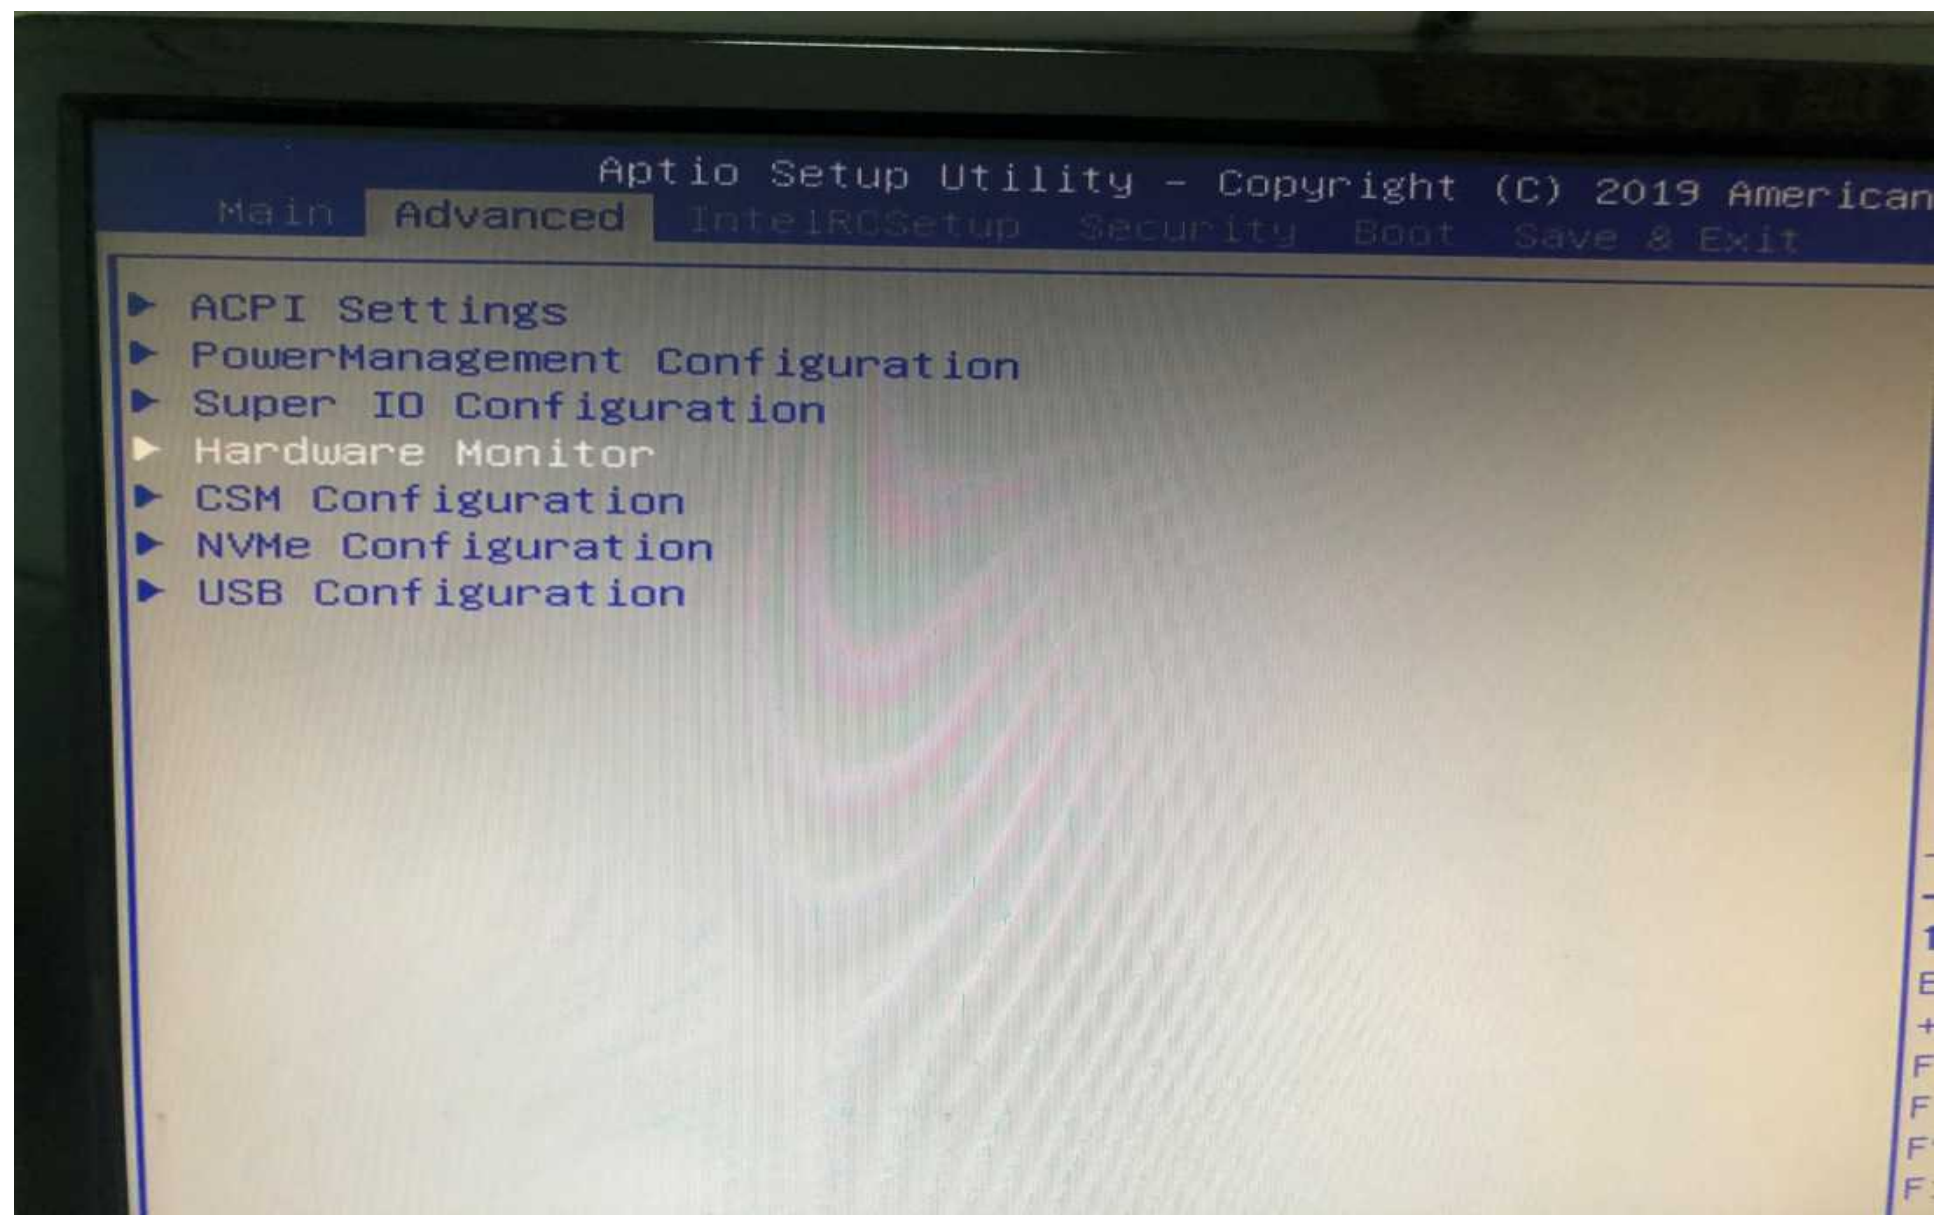 Aptio Setup Utility - Copyright (C) 2019 American
Main Advanced IntelRCSetup Security Boot Save & Exit
ACPI Settings
PowerManagement Configuration
Super IO Configuration
Hardware Monitor
CSM Configuration
NVMe Configuration
USB Configuration